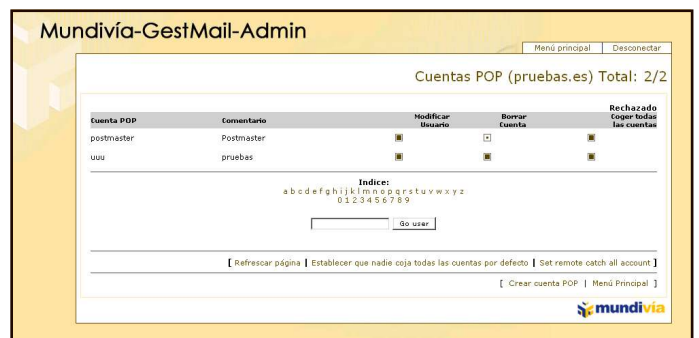 Mundivía-GestMail-Admin
Menú principal Desconectar
Cuentas POP (pruebas.es) Total: 2/2
Cuenta POP Comentario Modificar Usuario Borrar Cuenta Rechazado Coger todas las cuentas
postmaster Postmaster
uuu pruebas
Indice:
a b c d e f g h i j k l m n o p q r s t u v w x y z
0 1 2 3 4 5 6 7 8 9
Go user
[ Refrescar página | Establecer que nadie coja todas las cuentas por defecto | Set remote catch all account ]
[ Crear cuenta POP | Menú Principal ]
mundivía